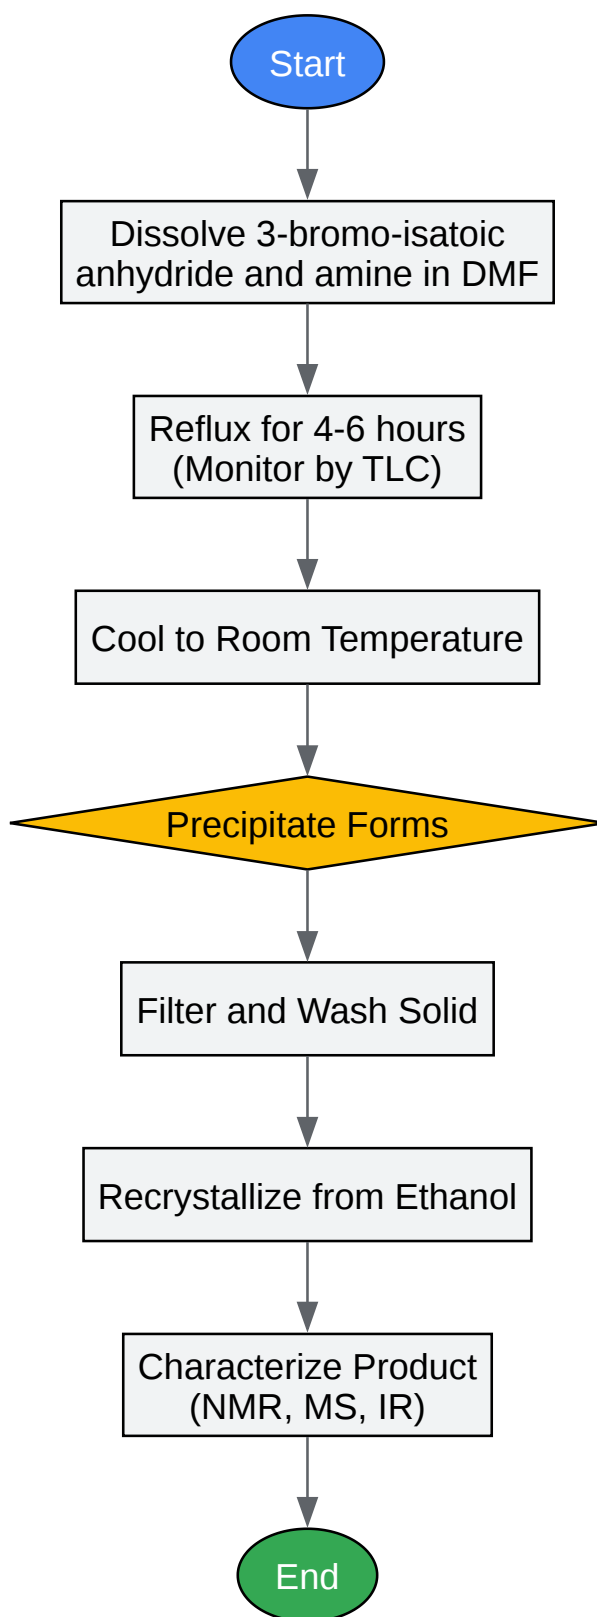 Start
Dissolve 3-bromo-isatoic
anhydride and amine in DMF
Reflux for 4-6 hours
(Monitor by TLC)
Cool to Room Temperature
Precipitate Forms
Filter and Wash Solid
Recrystallize from Ethanol
Characterize Product
(NMR, MS, IR)
End